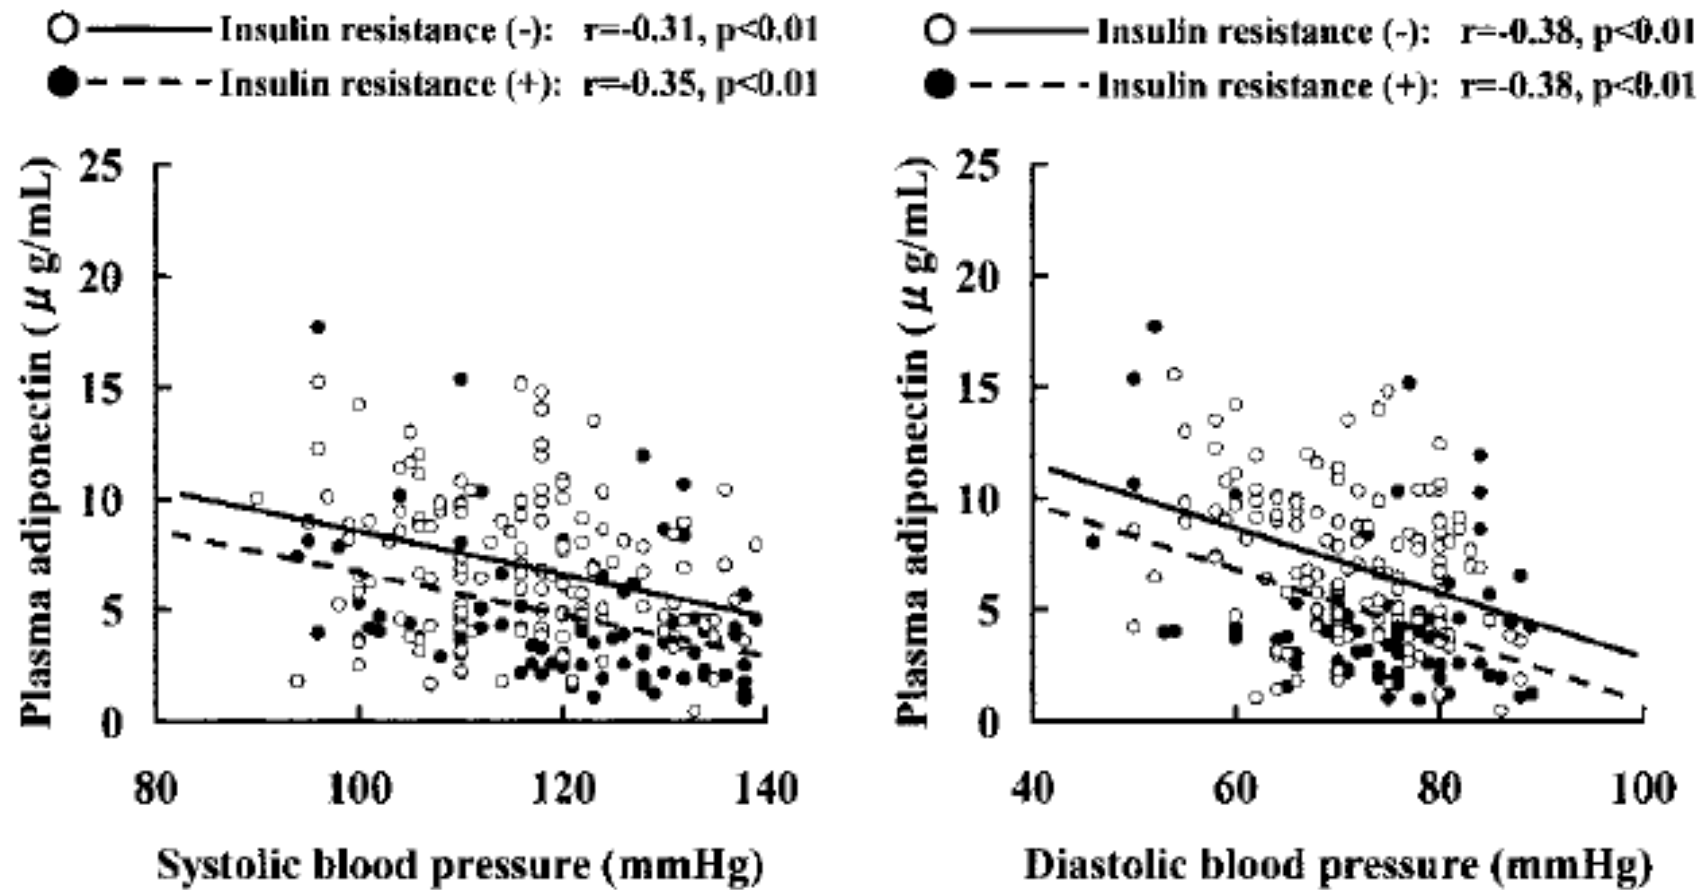 Insulin resistance (-): r=-0.31, p<0.01
Insulin resistance (+): r=-0.35, p<0.01
Plasma adiponectin (μ g/mL)
25
20
15
10
5
0
80 100 120 140
Systolic blood pressure (mmHg)
Insulin resistance (-): r=-0.38, p<0.01
Insulin resistance (+): r=-0.38, p<0.01
Plasma adiponectin (μ g/mL)
25
20
15
10
5
0
40 60 80 100
Diastolic blood pressure (mmHg)